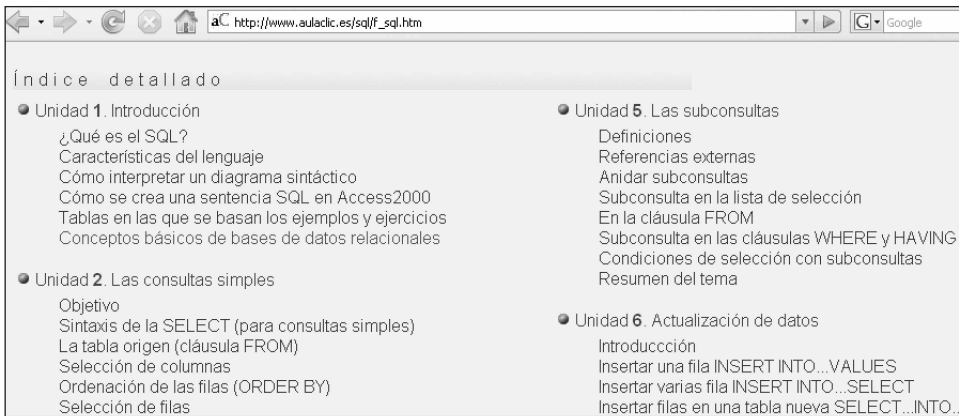 aC http://www.aulaclic.es/sql/f_sql.htm
G Google
Índice detallado
Unidad 1. Introducción
¿Qué es el SQL?
Características del lenguaje
Cómo interpretar un diagrama sintáctico
Cómo se crea una sentencia SQL en Access2000
Tablas en las que se basan los ejemplos y ejercicios
Conceptos básicos de bases de datos relacionales
Unidad 2. Las consultas simples
Objetivo
Sintaxis de la SELECT (para consultas simples)
La tabla origen (cláusula FROM)
Selección de columnas
Ordenación de las filas (ORDER BY)
Selección de filas
Unidad 5. Las subconsultas
Definiciones
Referencias externas
Anidar subconsultas
Subconsulta en la lista de selección
En la cláusula FROM
Subconsulta en las cláusulas WHERE y HAVING
Condiciones de selección con subconsultas
Resumen del tema
Unidad 6. Actualización de datos
Introduccción
Insertar una fila INSERT INTO...VALUES
Insertar varias fila INSERT INTO...SELECT
Insertar filas en una tabla nueva SELECT...INTO...